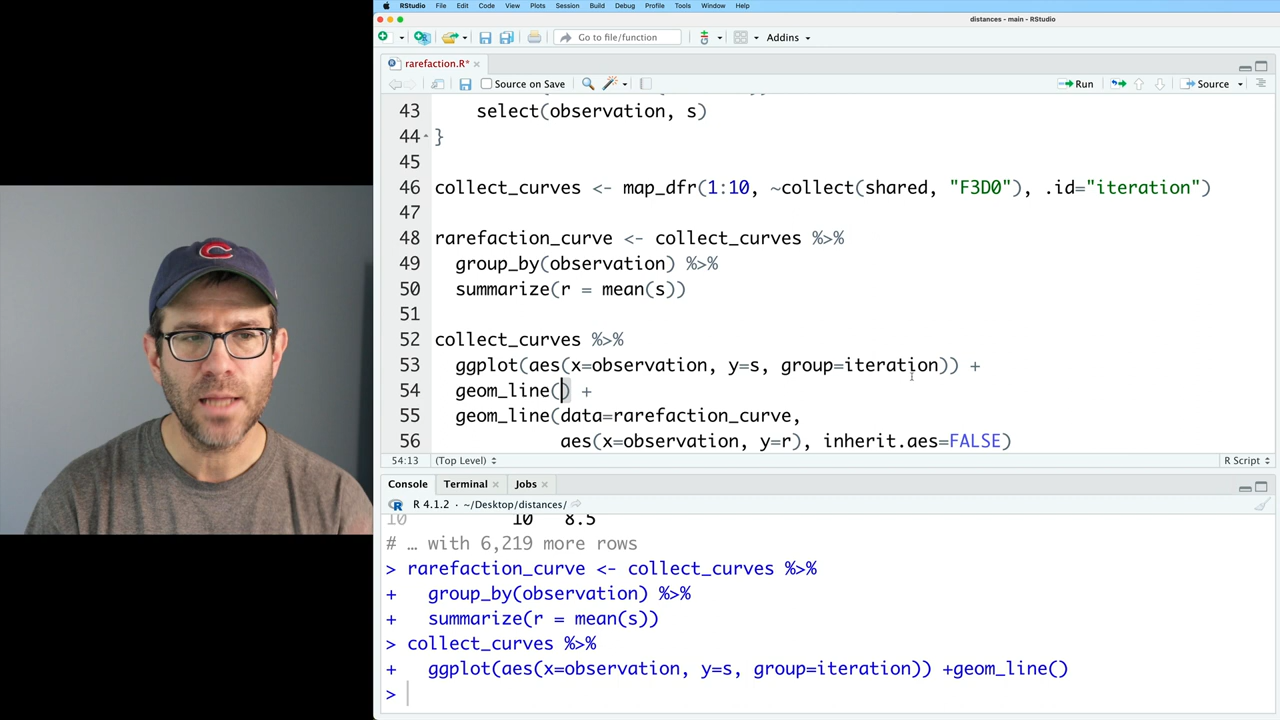 RStudio File Edit Code View Plots Session Build Debug Profile Tools Window Help
distances - main - RStudio
Go to file/function Addins
rarefaction.R*
Source on Save Run Source
43 select(observation, s)
44 }
45
46 collect_curves <- map_dfr(1:10, ~collect(shared, "F3D0"), .id="iteration")
47
48 rarefaction_curve <- collect_curves %>%
49 group_by(observation) %>%
50 summarize(r = mean(s))
51
52 collect_curves %>%
53 ggplot(aes(x=observation, y=s, group=iteration)) +
54 geom_line() +
55 geom_line(data=rarefaction_curve,
56 aes(x=observation, y=r), inherit.aes=FALSE)
54:13 (Top Level) R Script
Console Terminal Jobs
R 4.1.2 · ~/Desktop/distances/
10 10 8.5
# … with 6,219 more rows
> rarefaction_curve <- collect_curves %>%
+ group_by(observation) %>%
+ summarize(r = mean(s))
> collect_curves %>%
+ ggplot(aes(x=observation, y=s, group=iteration)) +geom_line()
>